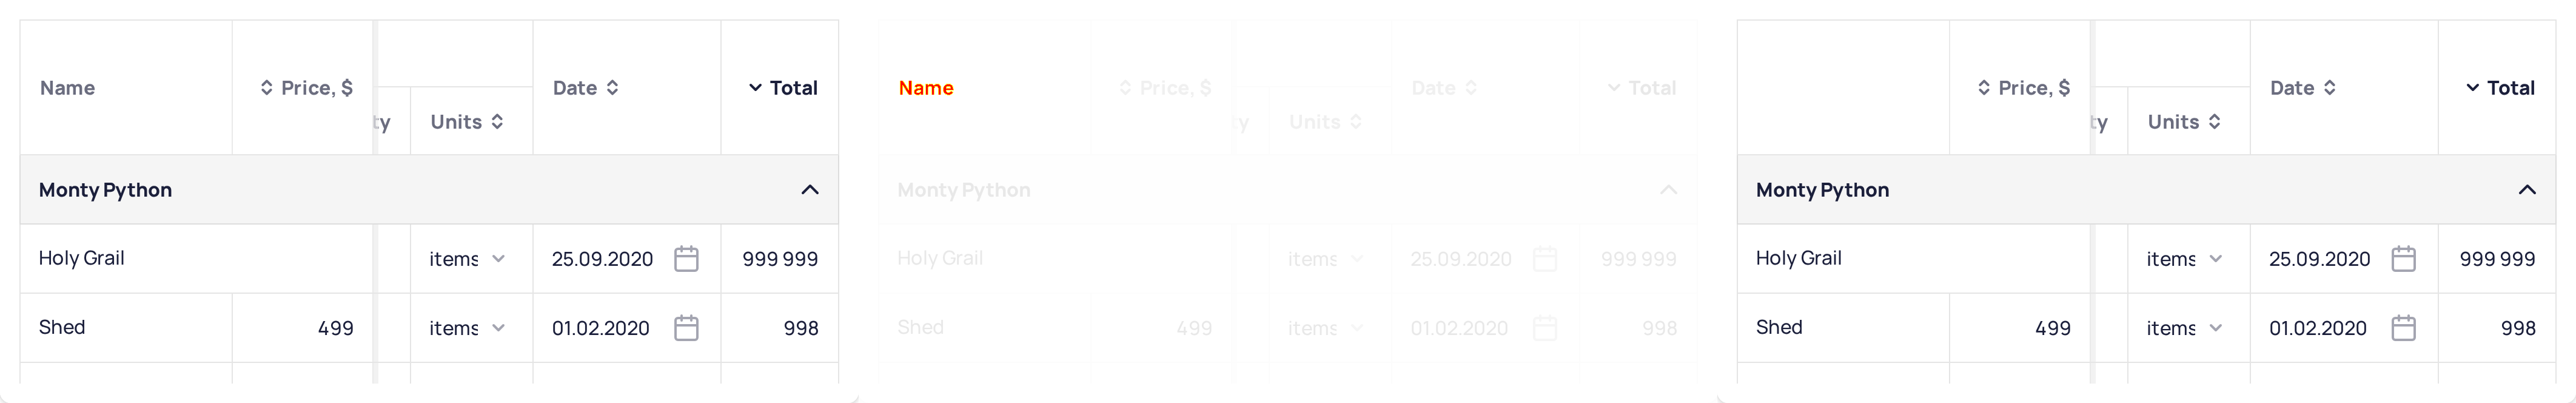 Name Price, $ Date Total
ty Units
Monty Python
Holy Grail items 25.09.2020 999 999
Shed 499 items 01.02.2020 998
Name Price, $ Date Total
y Units
Monty Python
Holy Grail items 25.09.2020 999 999
Shed 499 items 01.02.2020 998
Price, $ Date Total
ty Units
Monty Python
Holy Grail items 25.09.2020 999 999
Shed 499 items 01.02.2020 998